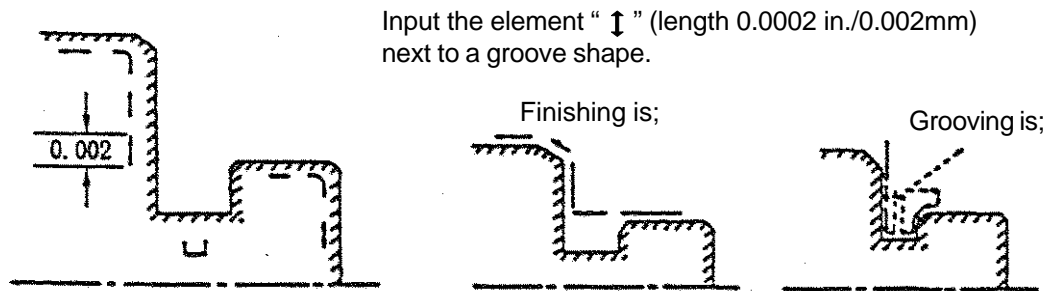 Input the element “ ↕ ” (length 0.0002 in./0.002mm)
next to a groove shape.
Finishing is;
Grooving is;
0.002